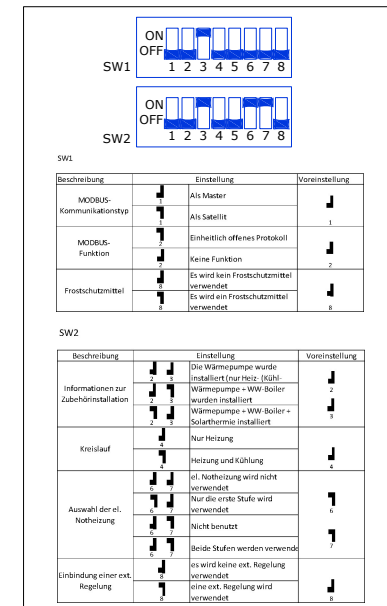 ON
OFF
SW1
1 2 3 4 5 6 7 8
ON
OFF
SW2
1 2 3 4 5 6 7 8
SW1
Beschreibung Einstellung Voreinstellung
MODBUS-
Kommunikationstyp
1 Als Master
1 Als Satellit
1
MODBUS-
Funktion
2 Einheitlich offenes Protokoll
2 Keine Funktion
2
Frostschutzmittel
8 Es wird kein Frostschutzmittel
verwendet
8 Es wird ein Frostschutzmittel
verwendet
8
SW2
Beschreibung Einstellung Voreinstellung
Informationen zur
Zubehörinstallation
2 3 Die Wärmepumpe wurde
installiert (nur Heiz- (Kühl-
2 3 Wärmepumpe + WW-Boiler
wurden installiert
2 3 Wärmepumpe + WW-Boiler +
Solarthermie installiert
2
3
Kreislauf
4 Nur Heizung
4 Heizung und Kühlung
4
Auswahl der el.
Notheizung
6 7 el. Notheizung wird nicht
verwendet
6 7 Nur die erste Stufe wird
verwendet
6 7 Nicht benutzt
6 7 Beide Stufen werden verwende
6
7
Einbindung einer ext.
Regelung
8 es wird keine ext. Regelung
verwendet
8 eine ext. Regelung wird
verwendet
8